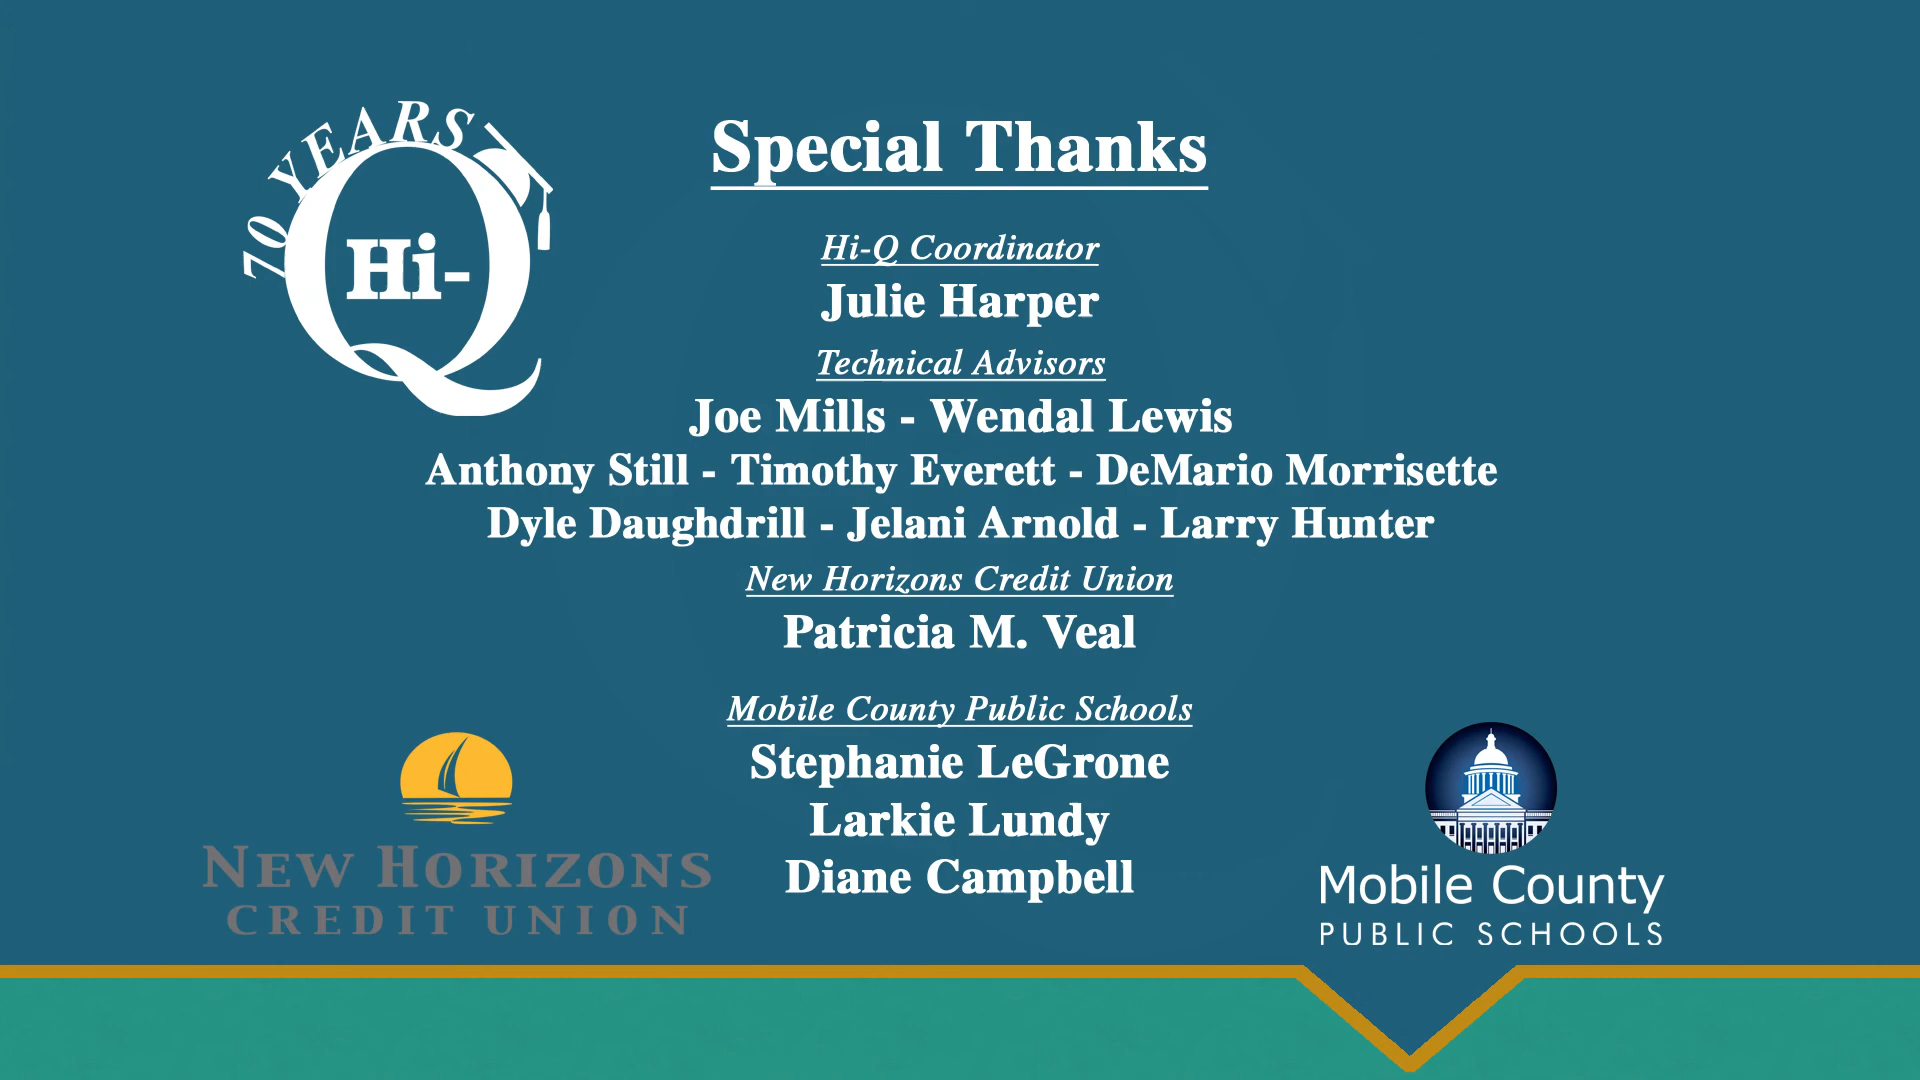 70 YEARS
Hi-Q
Special Thanks
Hi-Q Coordinator
Julie Harper
Technical Advisors
Joe Mills - Wendal Lewis
Anthony Still - Timothy Everett - DeMario Morrisette
Dyle Daughdrill - Jelani Arnold - Larry Hunter
New Horizons Credit Union
Patricia M. Veal
Mobile County Public Schools
Stephanie LeGrone
Larkie Lundy
Diane Campbell
NEW HORIZONS
CREDIT UNION
Mobile County
PUBLIC SCHOOLS